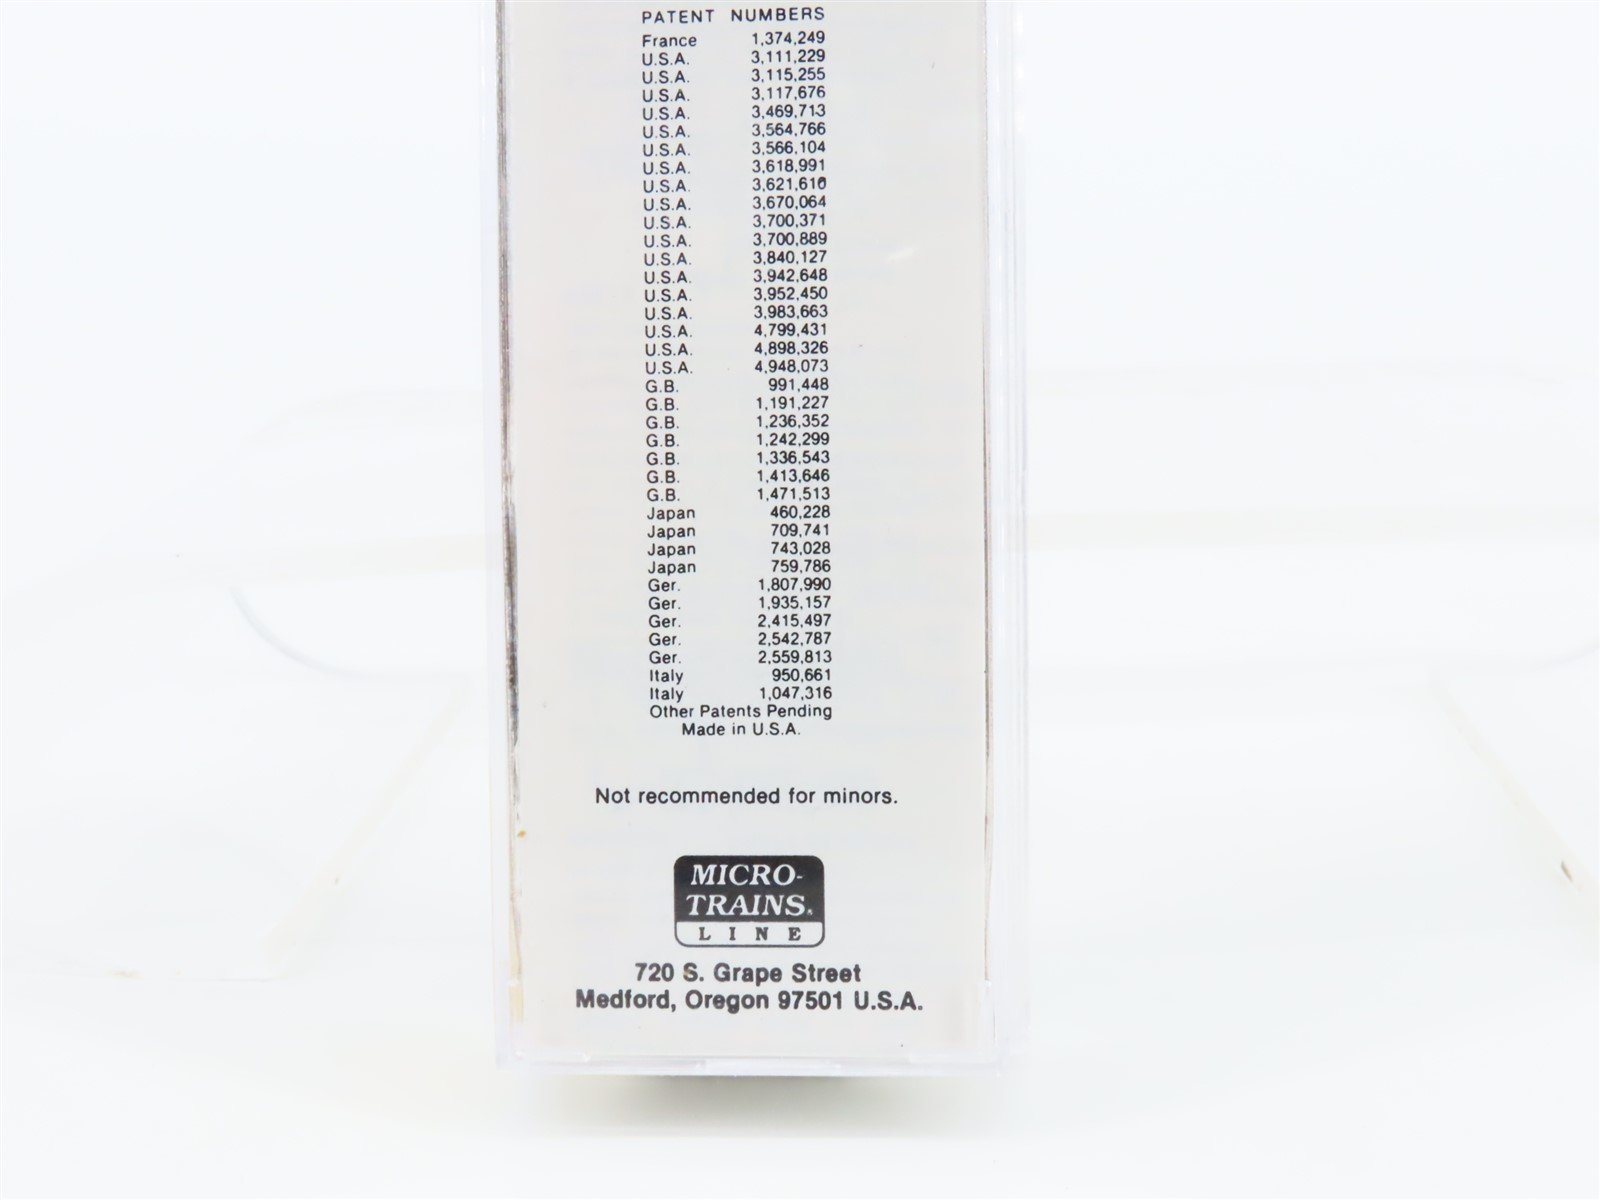 PATENT NUMBERS
France 1,374,249
U.S.A. 3,111,229
U.S.A. 3,115,255
U.S.A. 3,117,676
U.S.A. 3,469,713
U.S.A. 3,564,766
U.S.A. 3,566,104
U.S.A. 3,618,991
U.S.A. 3,621,610
U.S.A. 3,670,064
U.S.A. 3,700,371
U.S.A. 3,700,889
U.S.A. 3,840,127
U.S.A. 3,942,648
U.S.A. 3,952,450
U.S.A. 3,983,663
U.S.A. 4,799,431
U.S.A. 4,898,326
U.S.A. 4,948,073
G.B. 991,448
G.B. 1,191,227
G.B. 1,236,352
G.B. 1,242,299
G.B. 1,336,543
G.B. 1,413,646
G.B. 1,471,513
Japan 460,228
Japan 709,741
Japan 743,028
Japan 759,786
Ger. 1,807,990
Ger. 1,935,157
Ger. 2,415,497
Ger. 2,542,787
Ger. 2,559,813
Italy 950,661
Italy 1,047,316
Other Patents Pending
Made in U.S.A.
Not recommended for minors.
MICRO-
TRAINS®
LINE
720 S. Grape Street
Medford, Oregon 97501 U.S.A.